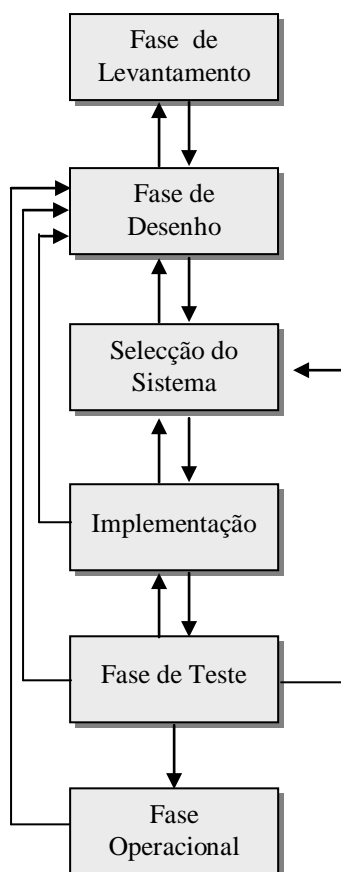 Fase de
Levantamento
Fase de
Desenho
Selecção do
Sistema
Implementação
Fase de Teste
Fase
Operacional